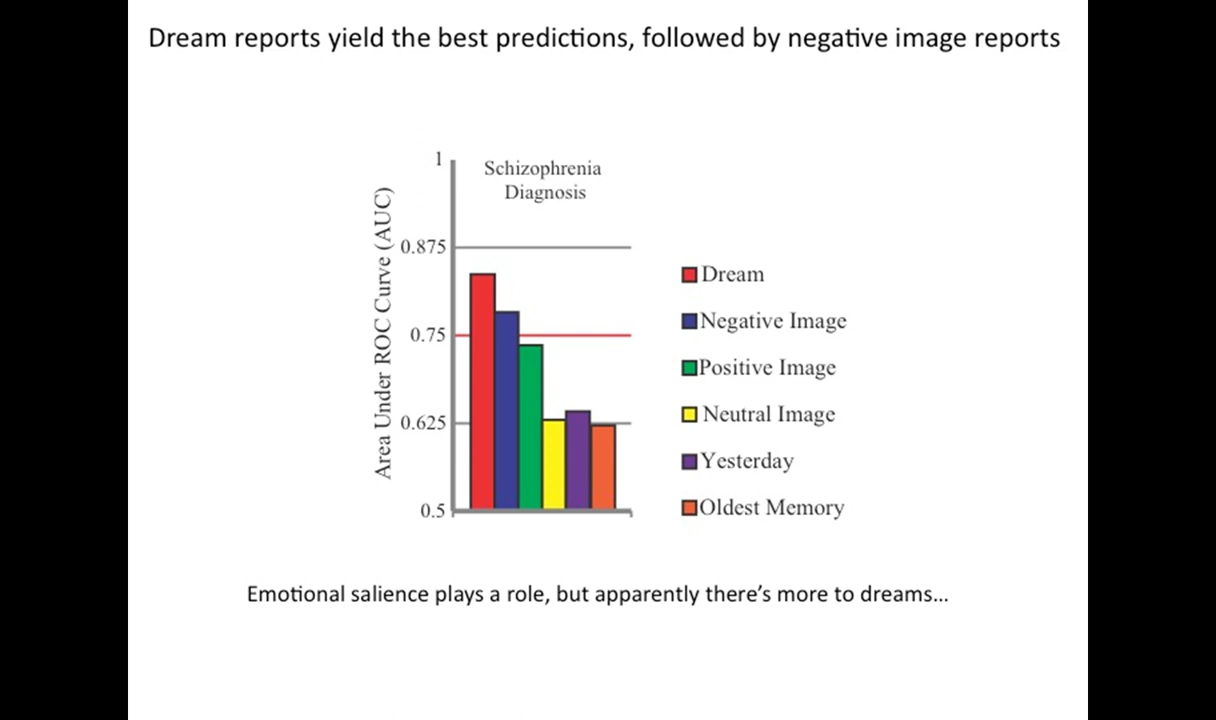 Dream reports yield the best predictions, followed by negative image reports
Schizophrenia
Diagnosis
Area Under ROC Curve (AUC)
1
0.875
0.75
0.625
0.5
Dream
Negative Image
Positive Image
Neutral Image
Yesterday
Oldest Memory
Emotional salience plays a role, but apparently there’s more to dreams…